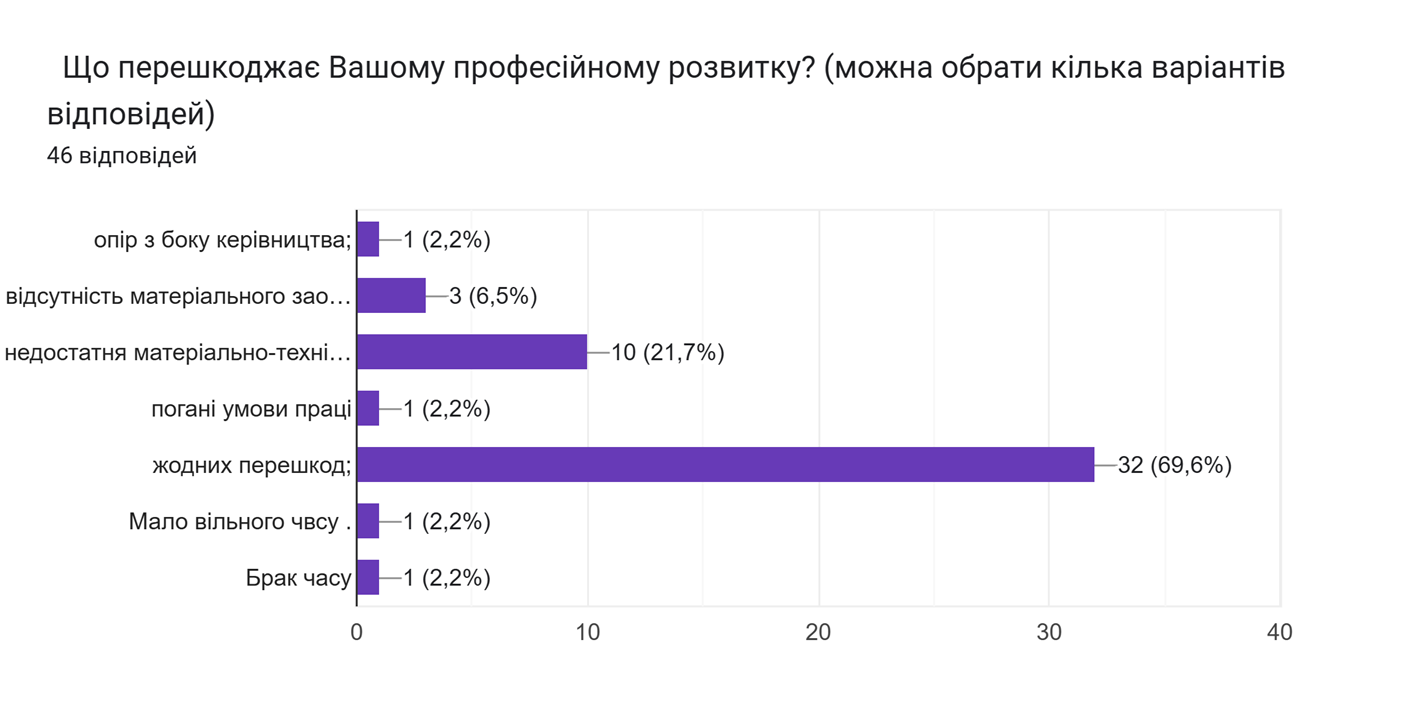 Що перешкоджає Вашому професійному розвитку? (можна обрати кілька варіантів
відповідей)
46 відповідей
опір з боку керівництва;
1 (2,2%)
відсутність матеріального зао…
3 (6,5%)
недостатня матеріально-техні…
10 (21,7%)
погані умови праці
1 (2,2%)
жодних перешкод;
32 (69,6%)
Мало вільного чвсу .
1 (2,2%)
Брак часу
1 (2,2%)
0
10
20
30
40